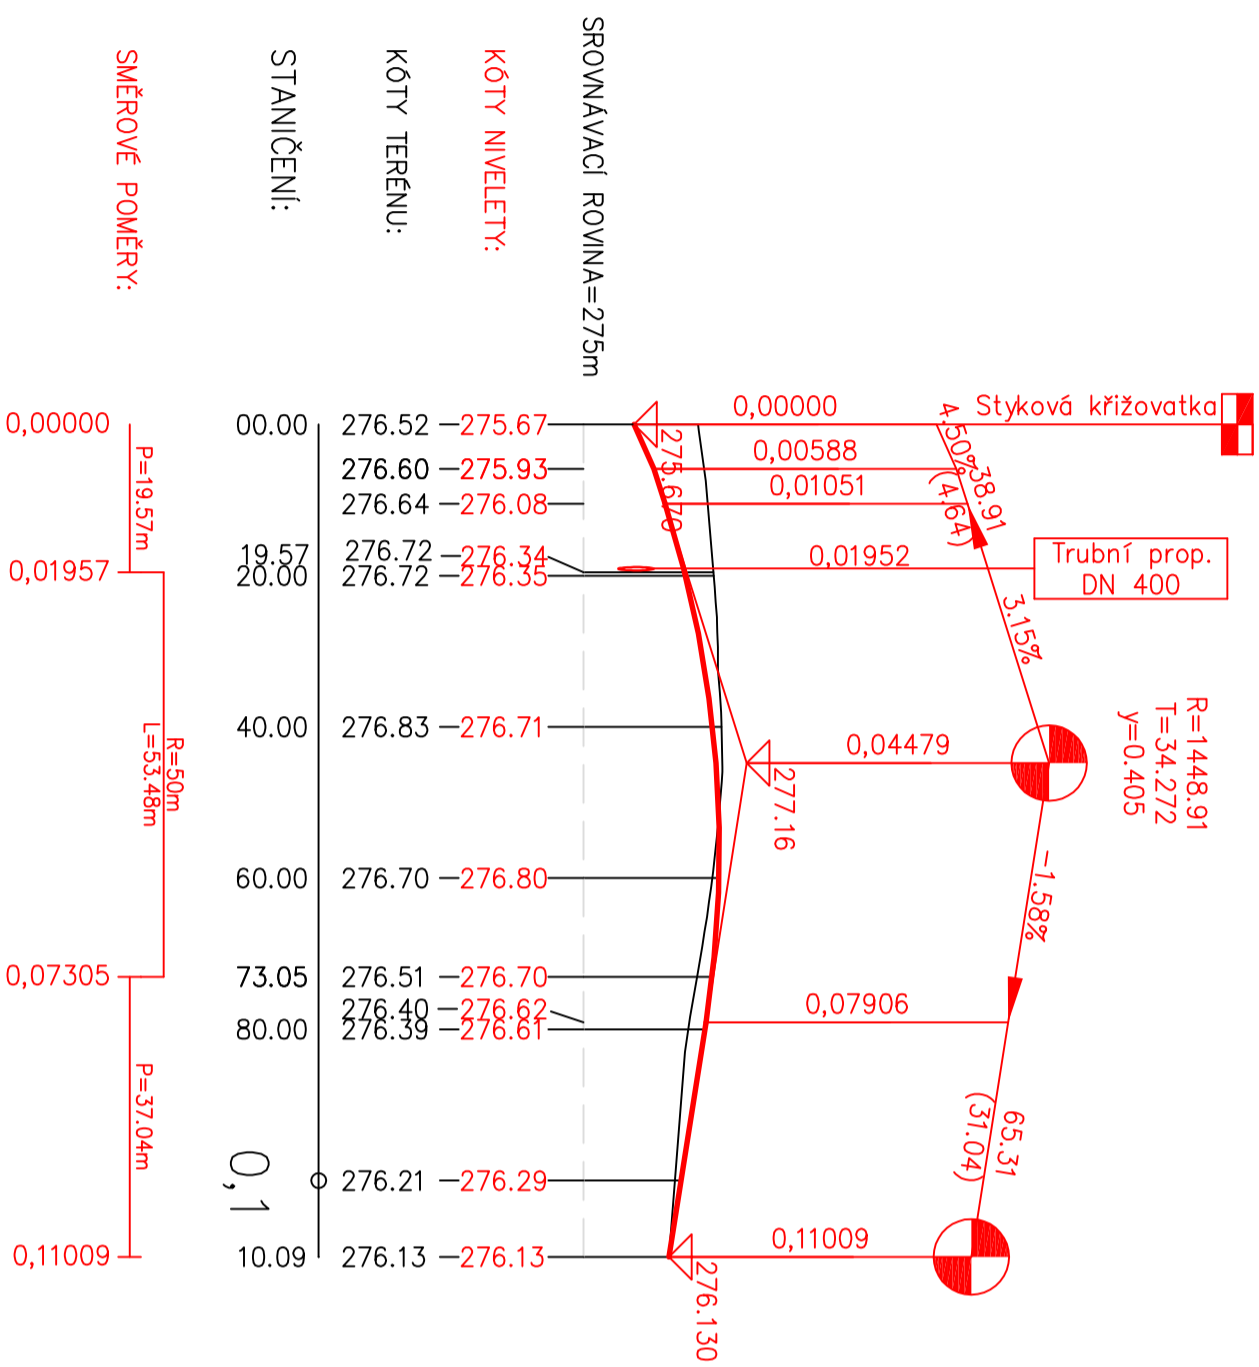 SROVNÁVACÍ ROVINA=275m
KÓTY NIVELETY:
KÓTY TERÉNU:
STANIČENÍ:
SMĚROVÉ POMĚRY:
Styková křižovatka
0,00000
4.50%
38.91
(4.64)
0,00588
0,01051
275.670
0,01952
Trubní prop.
DN 400
3.15%
R=1448.91
T=34.272
y=0.405
0,04479
277.16
-1.58%
0,07906
65.31
(31.04)
0,11009
276.130
0,00000
00.00 276.52 275.67
P=19.57m
276.60 275.93
276.64 276.08
0,01957
19.57 276.72 276.34
20.00 276.72 276.35
R=50m
L=53.48m
40.00 276.83 276.71
60.00 276.70 276.80
0,07305
73.05 276.51 276.70
276.40 276.62
80.00 276.39 276.61
P=37.04m
0,1
276.21 276.29
0,11009
10.09 276.13 276.13